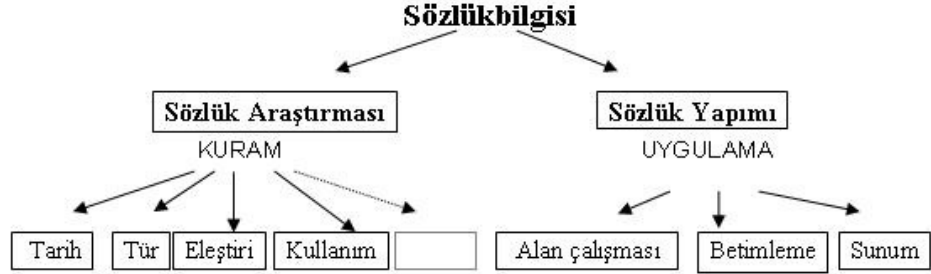 Sözlükbilgisi
Sözlük Araştırması
Sözlük Yapımı
KURAM
UYGULAMA
Tarih
Tür
Eleştiri
Kullanım
Alan çalışması
Betimleme
Sunum